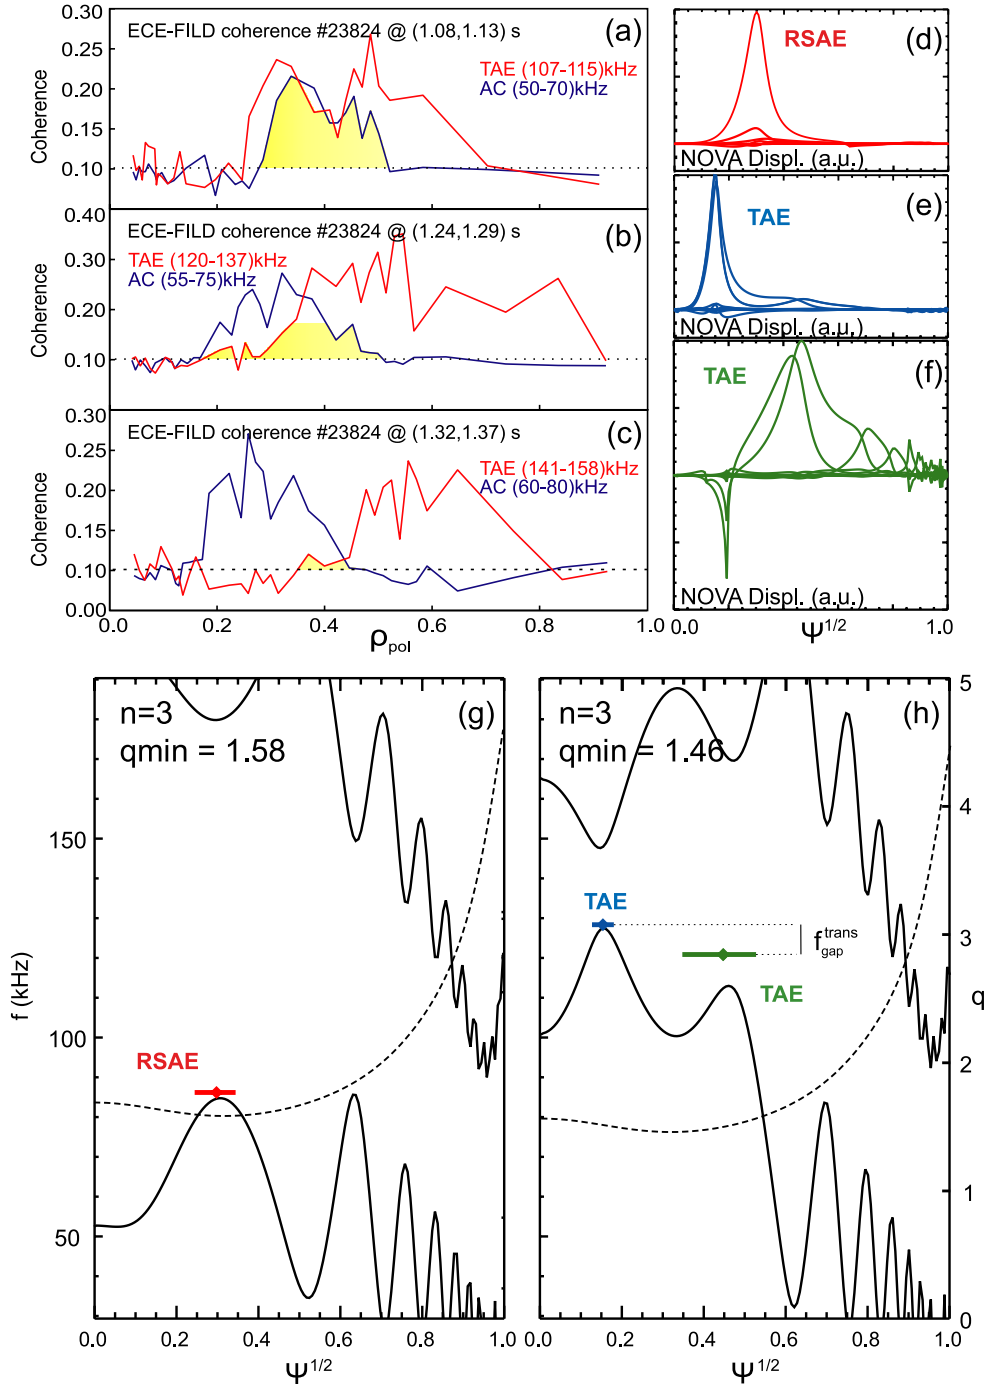 ECE-FILD coherence #23824 @ (1.08,1.13) s
(a)
TAE (107-115)kHz
AC (50-70)kHz
Coherence
0.30
0.25
0.20
0.15
0.10
0.05
ECE-FILD coherence #23824 @ (1.24,1.29) s
(b)
TAE (120-137)kHz
AC (55-75)kHz
Coherence
0.40
0.30
0.20
0.10
ECE-FILD coherence #23824 @ (1.32,1.37) s
(c)
TAE (141-158)kHz
AC (60-80)kHz
Coherence
0.30
0.25
0.20
0.15
0.10
0.00
0.0 0.2 0.4 0.6 0.8 1.0
ρpol
RSAE
(d)
NOVA Displ. (a.u.)
TAE
(e)
NOVA Displ. (a.u.)
TAE
(f)
NOVA Displ. (a.u.)
0.0 Ψ1/2 1.0
n=3
(g)
qmin = 1.58
RSAE
f (kHz)
150
100
50
0.0 0.2 0.4 0.6 0.8 1.0
Ψ1/2
n=3
(h)
qmin = 1.46
TAE
f trans gap
TAE
5
4
3
2
1
0
q
0.0 0.2 0.4 0.6 0.8 1.0
Ψ1/2